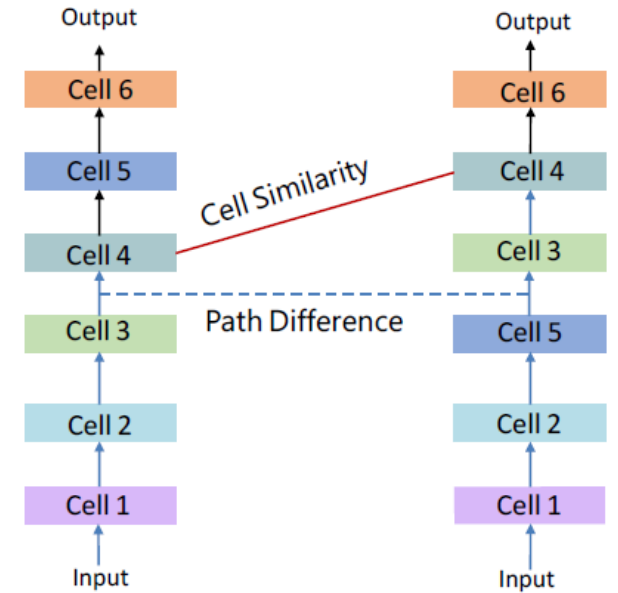 Output
Cell 6
Cell 5
Cell 4
Cell 3
Cell 2
Cell 1
Input
Cell Similarity
Path Difference
Output
Cell 6
Cell 4
Cell 3
Cell 5
Cell 2
Cell 1
Input